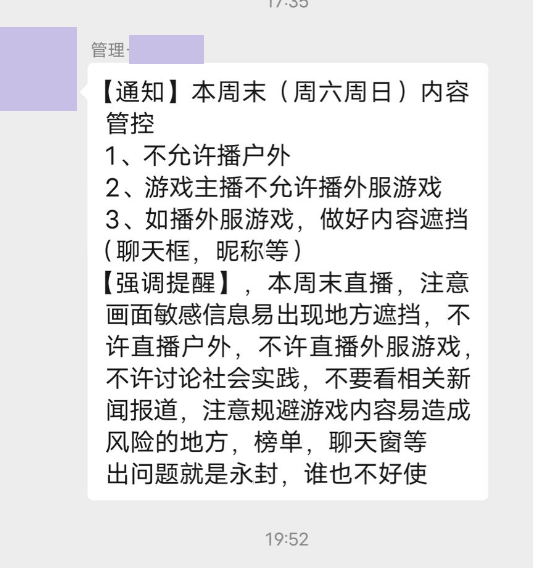 17:35
管理-
【通知】本周末（周六周日）内容
管控
1、不允许播户外
2、游戏主播不允许播外服游戏
3、如播外服游戏，做好内容遮挡
（聊天框，昵称等）
【强调提醒】，本周末直播，注意
画面敏感信息易出现地方遮挡，不
许直播户外，不许直播外服游戏，
不许讨论社会实践，不要看相关新
闻报道，注意规避游戏内容易造成
风险的地方，榜单，聊天窗等
出问题就是永封，谁也不好使
19:52